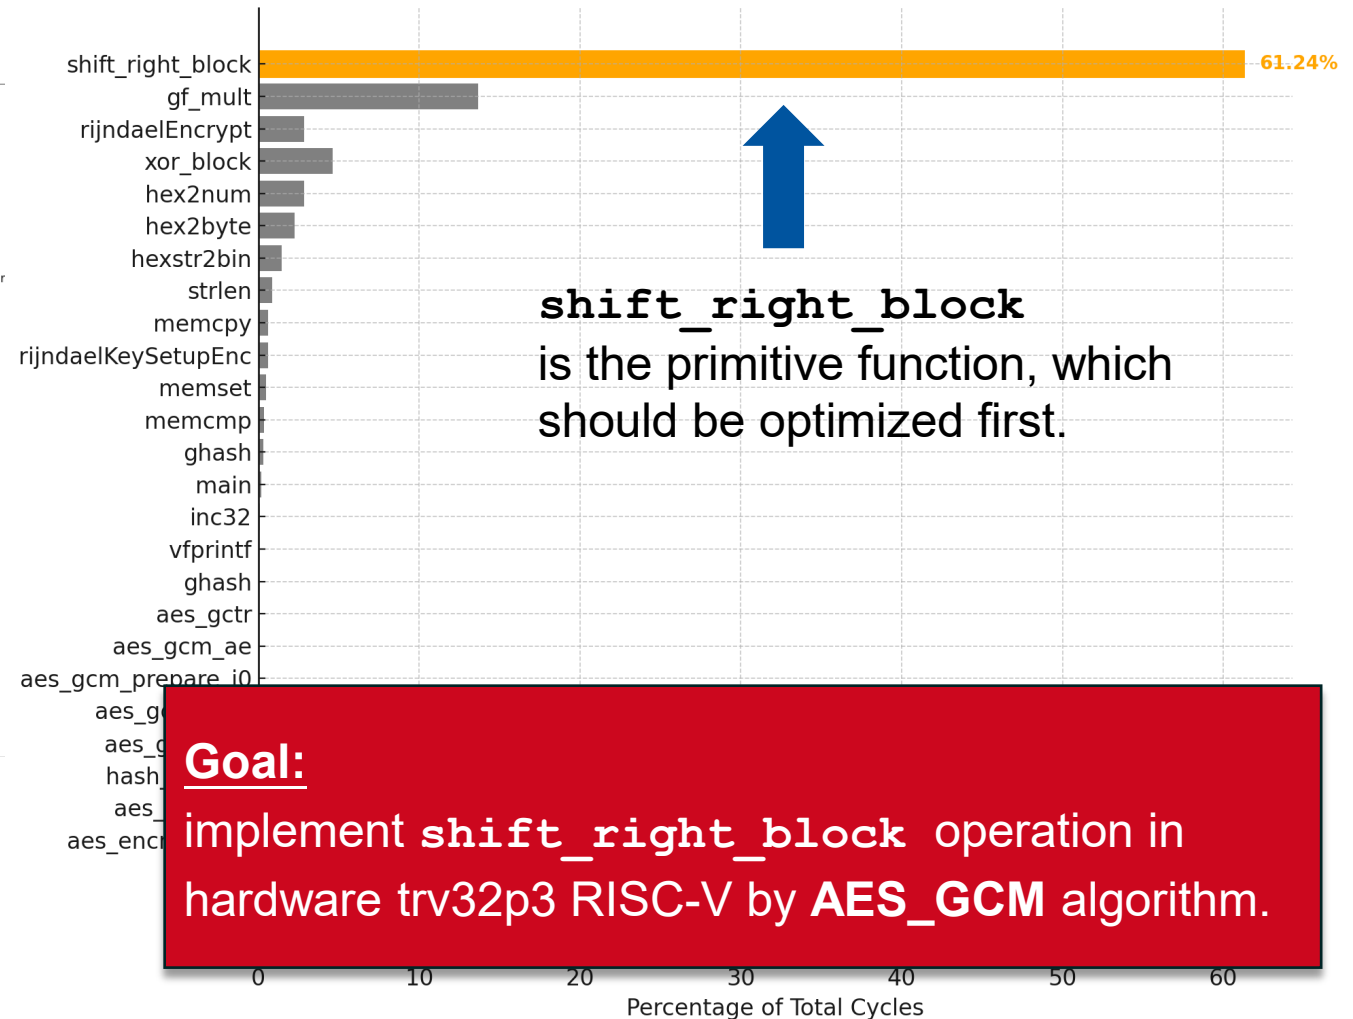 shift_right_block
61.24%
gf_mult
rijndaelEncrypt
xor_block
hex2num
hex2byte
hexstr2bin
strlen
memcpy
rijndaelKeySetupEnc
memset
memcmp
ghash
main
inc32
vfprintf
ghash
aes_gctr
aes_gcm_ae
aes_gcm_prepare_j0
shift_right_block
is the primitive function, which
should be optimized first.
Goal:
implement shift_right_block operation in
hardware trv32p3 RISC-V by AES_GCM algorithm.
0 10 20 30 40 50 60
Percentage of Total Cycles